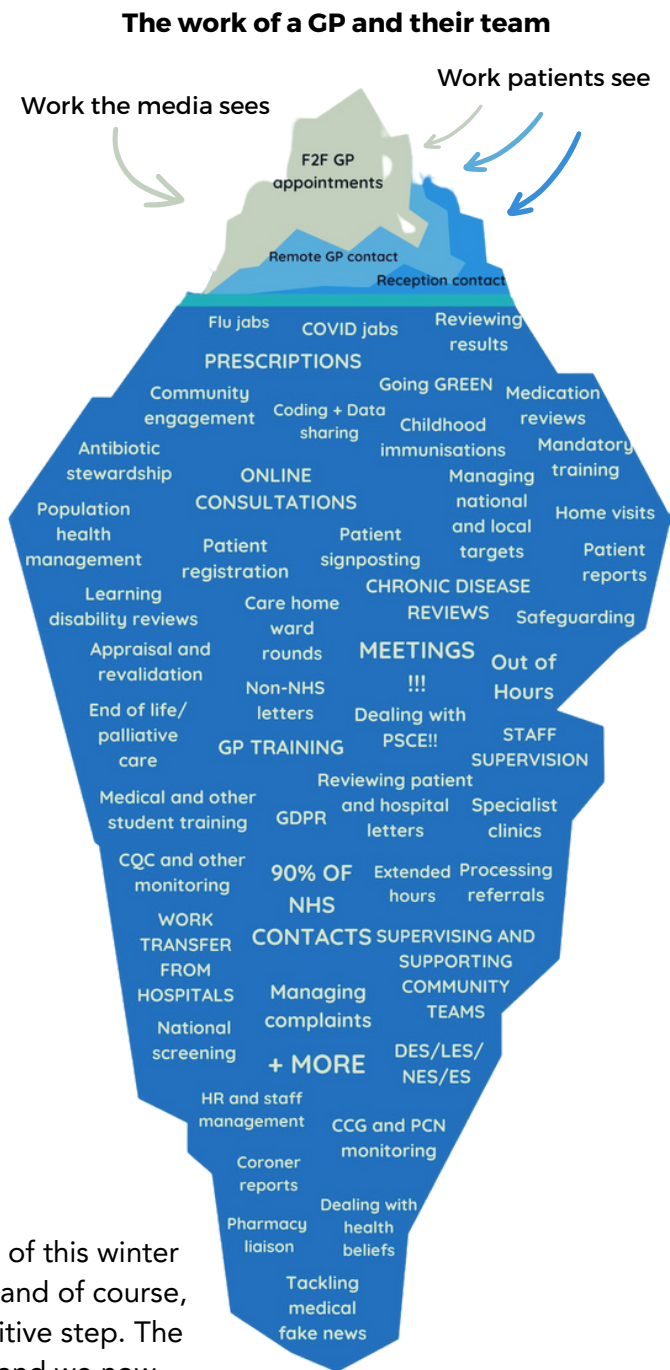 The work of a GP and their team
Work patients see
Work the media sees
F2F GP
appointments
Remote GP contact
Reception contact
Flu jabs
COVID jabs
Reviewing
results
PRESCRIPTIONS
Going GREEN
Community
engagement
Coding + Data
sharing
Childhood
immunisations
Medication
reviews
Antibiotic
stewardship
ONLINE
CONSULTATIONS
Managing
national
and local
targets
Mandatory
training
Population
health
management
Home visits
Patient
registration
Patient
signposting
Patient
reports
Learning
disability reviews
Care home
ward
rounds
CHRONIC DISEASE
REVIEWS
Safeguarding
Appraisal and
revalidation
MEETINGS
!!!
Out of
Hours
Non-NHS
letters
End of life/
palliative
care
Dealing with
PSCE!!
GP TRAINING
STAFF
SUPERVISION
Medical and other
student training
GDPR
Reviewing patient
and hospital
letters
Specialist
clinics
CQC and other
monitoring
90% OF
NHS
CONTACTS
Extended
hours
Processing
referrals
WORK
TRANSFER
FROM
HOSPITALS
SUPERVISING AND
SUPPORTING
COMMUNITY
TEAMS
Managing
complaints
National
screening
+ MORE
DES/LES/
NES/ES
HR and staff
management
CCG and PCN
monitoring
Coroner
reports
Pharmacy
liaison
Dealing with
health
beliefs
Tackling
medical
fake news
of this winter
and of course,
itive step. The
and we now